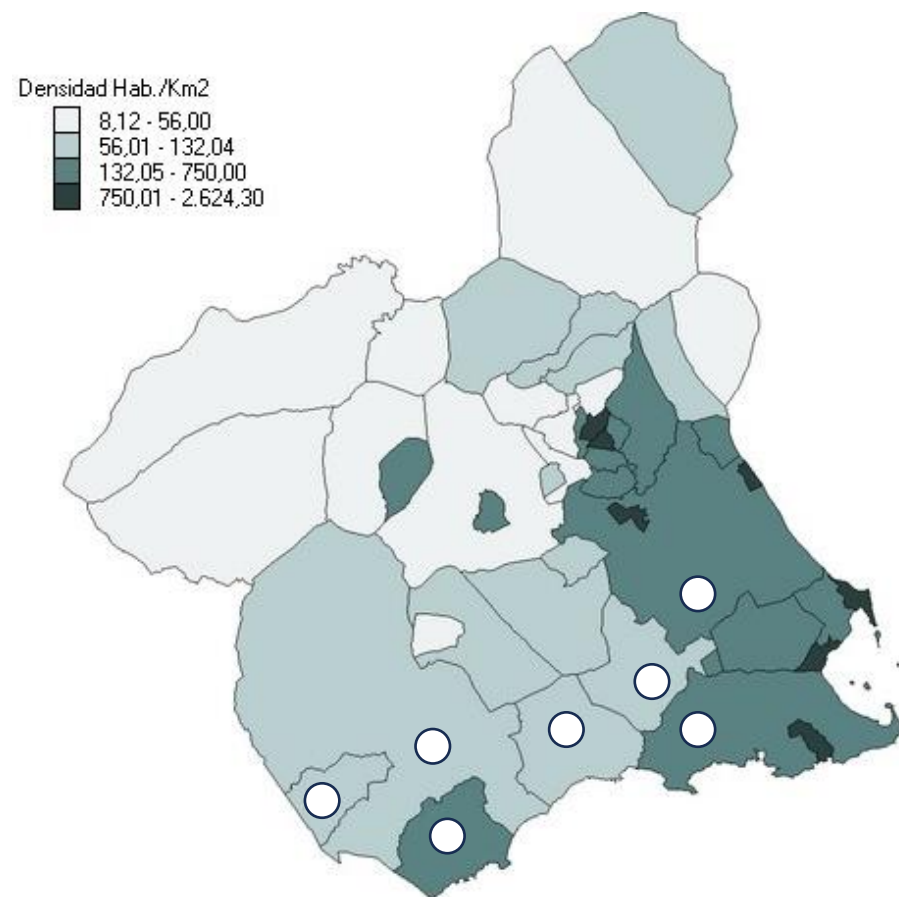 Densidad Hab./Km2
8,12 - 56,00
56,01 - 132,04
132,05 - 750,00
750,01 - 2.624,30